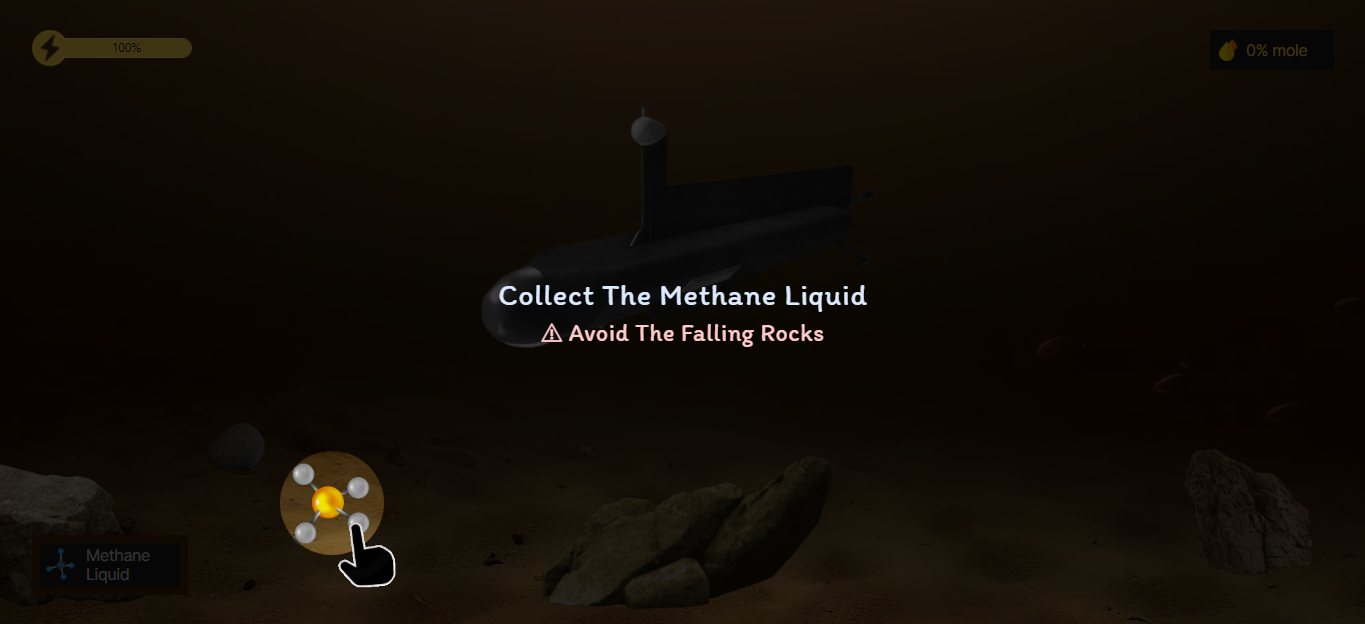 100%
0% mole
Collect The Methane Liquid
⚠ Avoid The Falling Rocks
Methane
Liquid